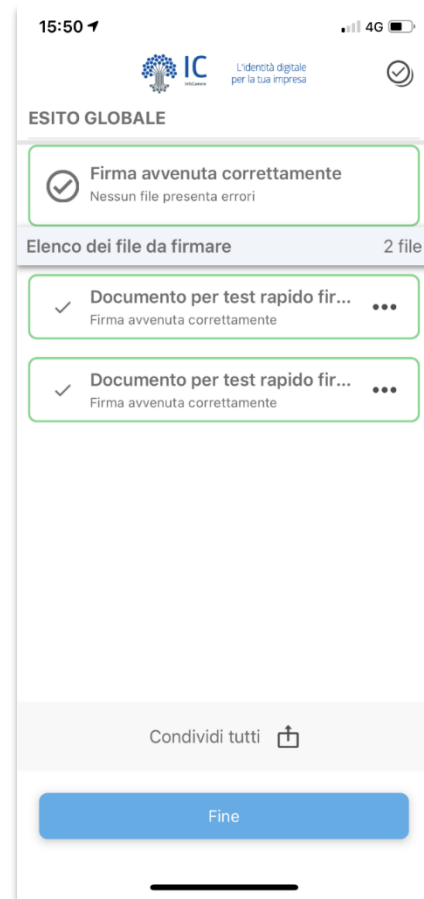 15:50
4G
IC
InfoCamere
L'identità digitale
per la tua impresa
ESITO GLOBALE
Firma avvenuta correttamente
Nessun file presenta errori
Elenco dei file da firmare
2 file
Documento per test rapido fir...
Firma avvenuta correttamente
Documento per test rapido fir...
Firma avvenuta correttamente
Condividi tutti
Fine